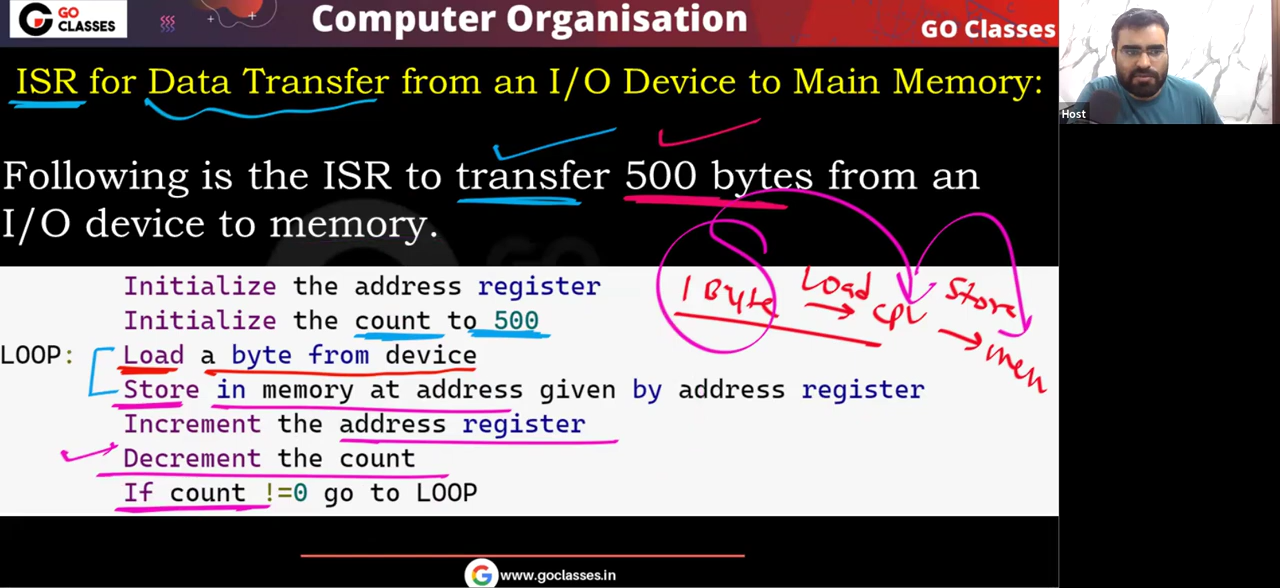 GO
CLASSES
Computer Organisation
GO Classes
Host
ISR for Data Transfer from an I/O Device to Main Memory:
Following is the ISR to transfer 500 bytes from an
I/O device to memory.
Initialize the address register
Initialize the count to 500
LOOP: Load a byte from device
Store in memory at address given by address register
Increment the address register
Decrement the count
If count !=0 go to LOOP
1 Byte Load → CPU Store → mem
www.goclasses.in